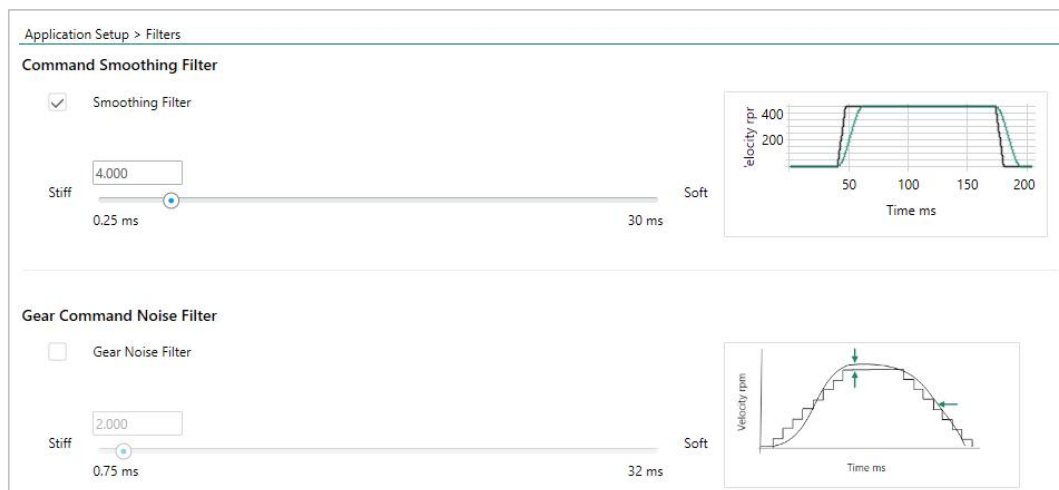 Application Setup > Filters
Command Smoothing Filter
Smoothing Filter
4.000
Stiff
Soft
0.25 ms
30 ms
elocity rpr
400
200
50 100 150 200
Time ms
Gear Command Noise Filter
Gear Noise Filter
2.000
Stiff
Soft
0.75 ms
32 ms
Velocity rpm
Time ms